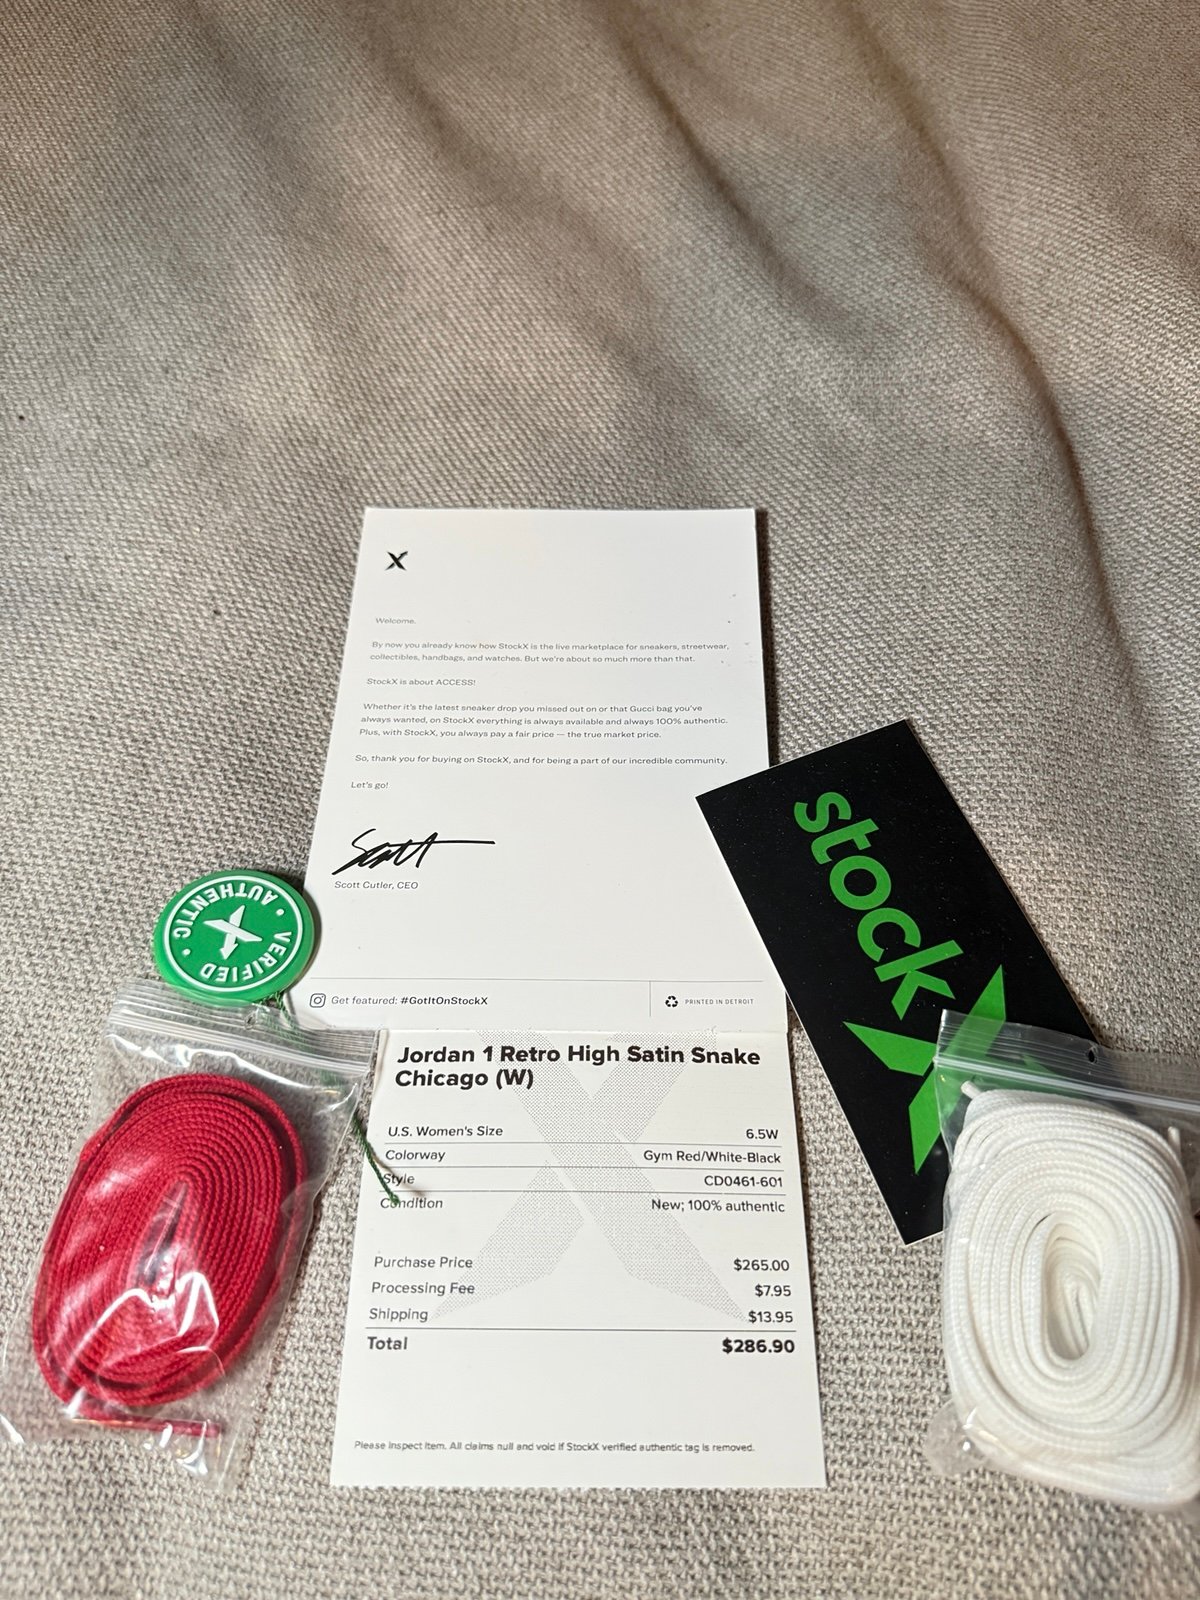 X
Welcome.
By now you already know how StockX is the live marketplace for sneakers, streetwear,
collectibles, handbags, and watches. But we're about so much more than that.
StockX is about ACCESS!
Whether it's the latest sneaker drop you missed out on or that Gucci bag you've
always wanted, on StockX everything is always available and always 100% authentic.
Plus, with StockX, you always pay a fair price — the true market price.
So, thank you for buying on StockX, and for being a part of our incredible community.
Let's go!
Scott
Scott Cutler, CEO
Get featured: #GotItOnStockX
PRINTED IN DETROIT
VERIFIED • AUTHENTIC •
X
stockX
Jordan 1 Retro High Satin Snake
Chicago (W)
U.S. Women's Size 6.5W
Colorway Gym Red/White-Black
Style CD0461-601
Condition New; 100% authentic
Purchase Price $265.00
Processing Fee $7.95
Shipping $13.95
Total $286.90
Please inspect item. All claims null and void if StockX verified authentic tag is removed.